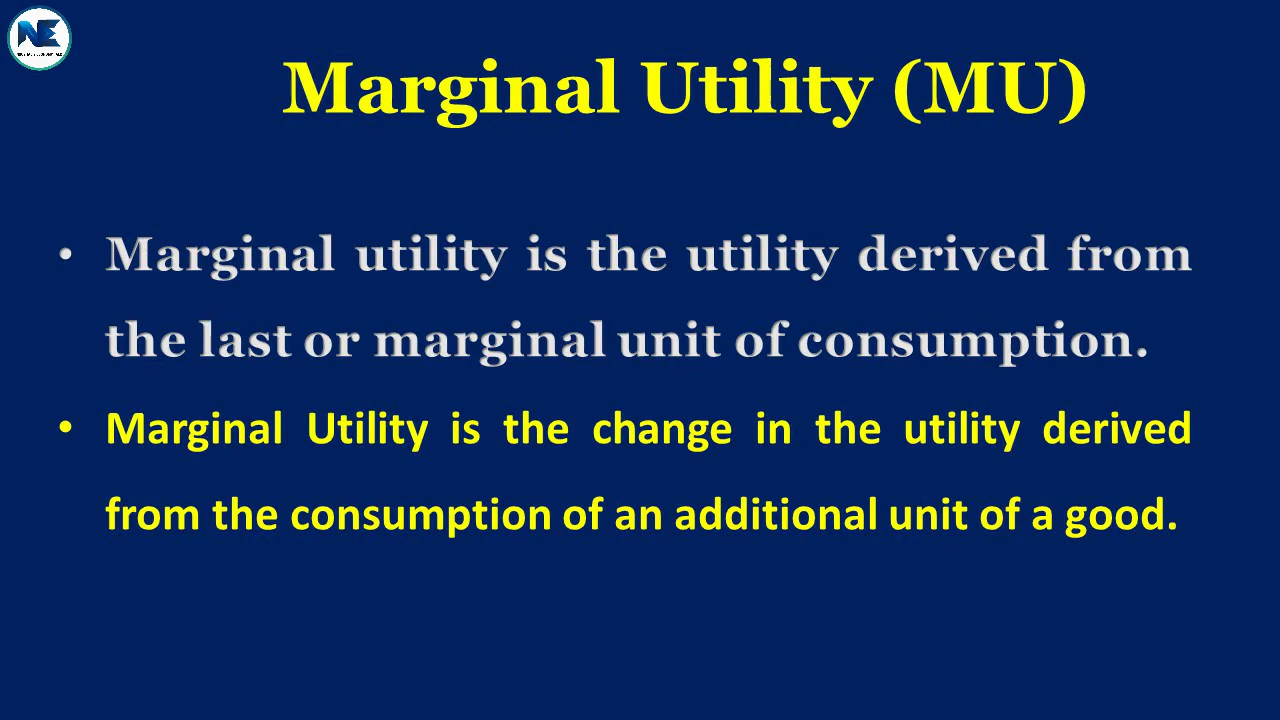 NE
Marginal Utility (MU)
• Marginal utility is the utility derived from
the last or marginal unit of consumption.
• Marginal Utility is the change in the utility derived
from the consumption of an additional unit of a good.